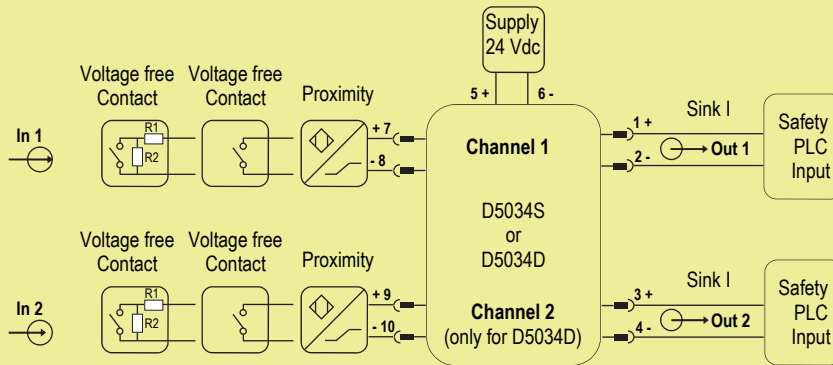 Supply
24 Vdc
5 +
6 -
Voltage free
Contact
Voltage free
Contact
Proximity
In 1
R1
R2
+ 7
- 8
Channel 1
1 +
2 -
Sink I
Out 1
Safety
PLC
Input
D5034S
or
D5034D
Voltage free
Contact
Voltage free
Contact
Proximity
In 2
R1
R2
+ 9
- 10
Channel 2
(only for D5034D)
3 +
4 -
Sink I
Out 2
Safety
PLC
Input